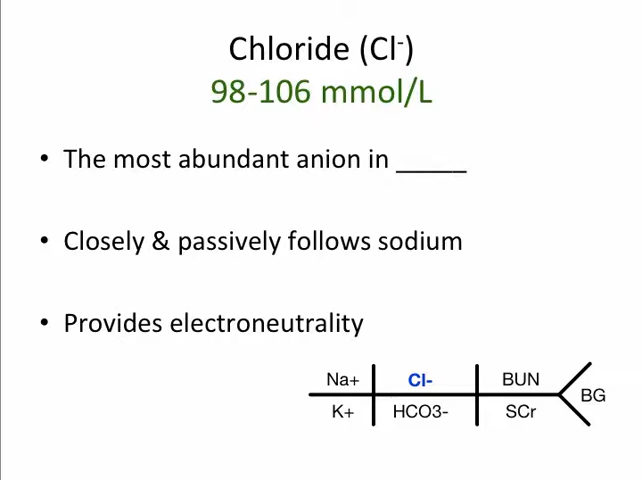 Chloride (Cl⁻)
98-106 mmol/L
• The most abundant anion in _____
• Closely & passively follows sodium
• Provides electroneutrality
Na+ Cl- BUN
BG
K+ HCO3- SCr